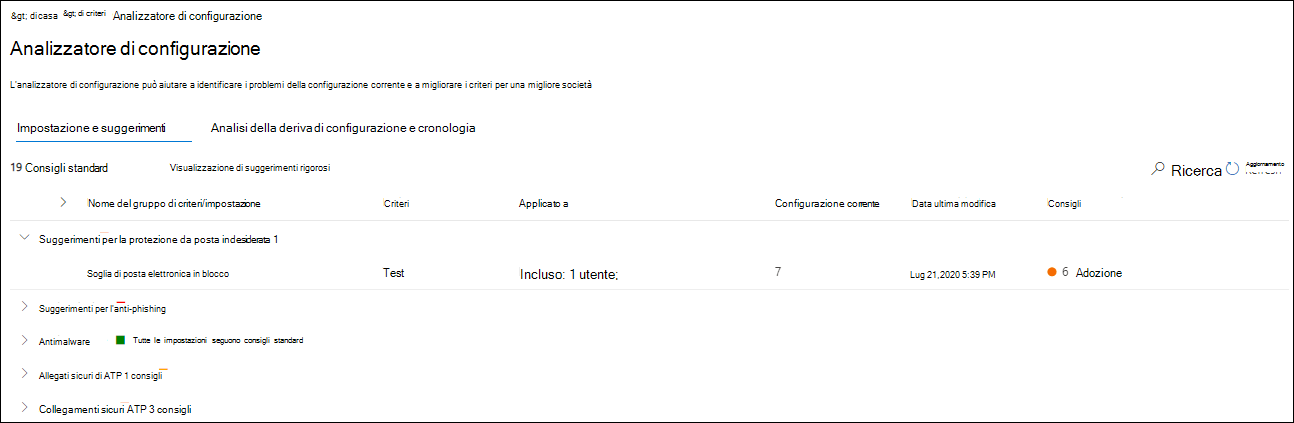 &gt; dicasa &gt; di criteri Analizzatore di configurazione
Analizzatore di configurazione
L'analizzatore di configurazione può aiutare a identificare i problemi della configurazione corrente e a migliorare i criteri per una migliore società
Impostazione e suggerimenti Analisi della deriva di configurazione e cronologia
19 Consigli standard Visualizzazione di suggerimenti rigorosi Ricerca Aggiornamento
Nome del gruppo di criteri/impostazione Criteri Applicato a Configurazione corrente Data ultima modifica Consigli
Suggerimenti per la protezione da posta indesiderata 1
Soglia di posta elettronica in blocco Test Incluso: 1 utente; 7 Lug 21,2020 5:39 PM 6 Adozione
Suggerimenti per l'anti-phishing
Antimalware Tutte le impostazioni seguono consigli standard
Allegati sicuri di ATP 1 consigli
Collegamenti sicuri ATP 3 consigli